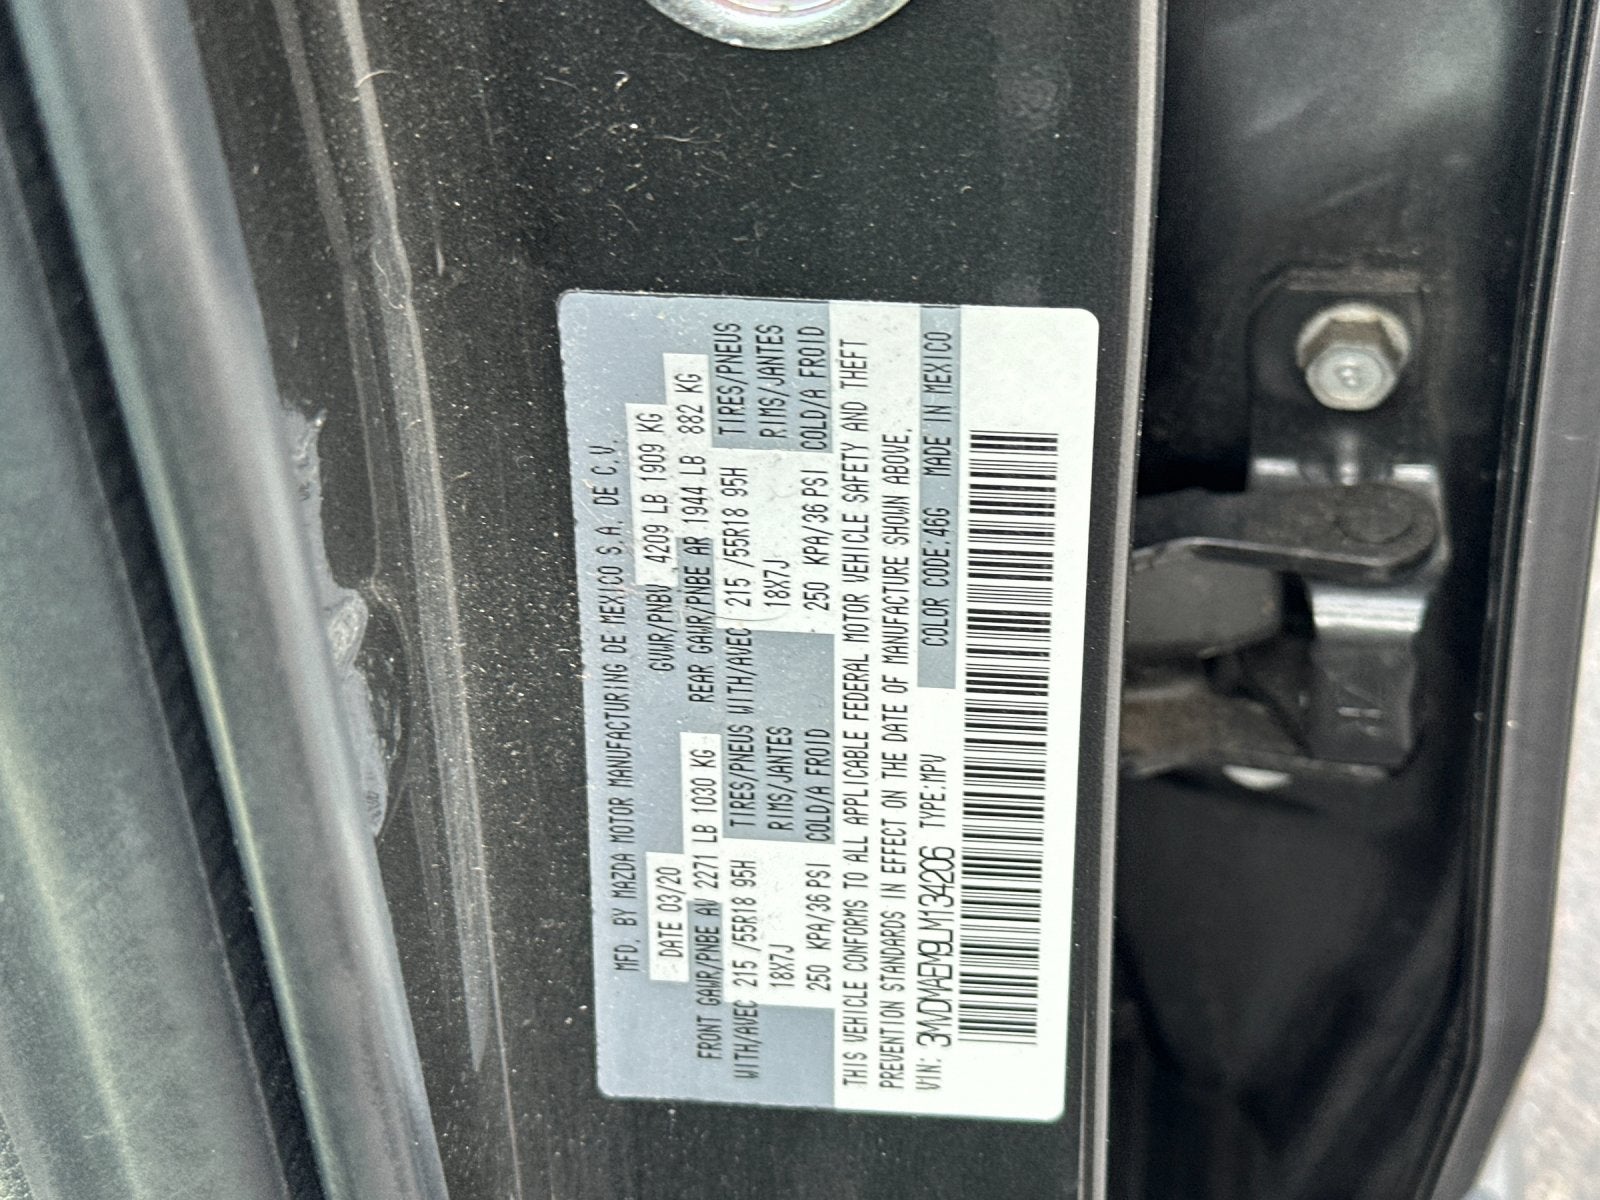 MFD. BY MAZDA MOTOR MANUFACTURING DE MEXICO S.A. DE C.V.
DATE 03/20 GVWR/PNBV 4209 LB 1909 KG
FRONT GAWR/PNBE AV 2271 LB 1030 KG REAR GAWR/PNBE AR 1944 LB 882 KG
WITH/AVEC 215 /55R18 95H TIRES/PNEUS WITH/AVEC 215 /55R18 95H TIRES/PNEUS
18X7J RIMS/JANTES 18X7J RIMS/JANTES
250 KPA/36 PSI COLD/A FROID 250 KPA/36 PSI COLD/A FROID
THIS VEHICLE CONFORMS TO ALL APPLICABLE FEDERAL MOTOR VEHICLE SAFETY AND THEFT
PREVENTION STANDARDS IN EFFECT ON THE DATE OF MANUFACTURE SHOWN ABOVE.
VIN: 3MVDMAEM9LM134206 TYPE:MPV COLOR CODE:46G MADE IN MEXICO